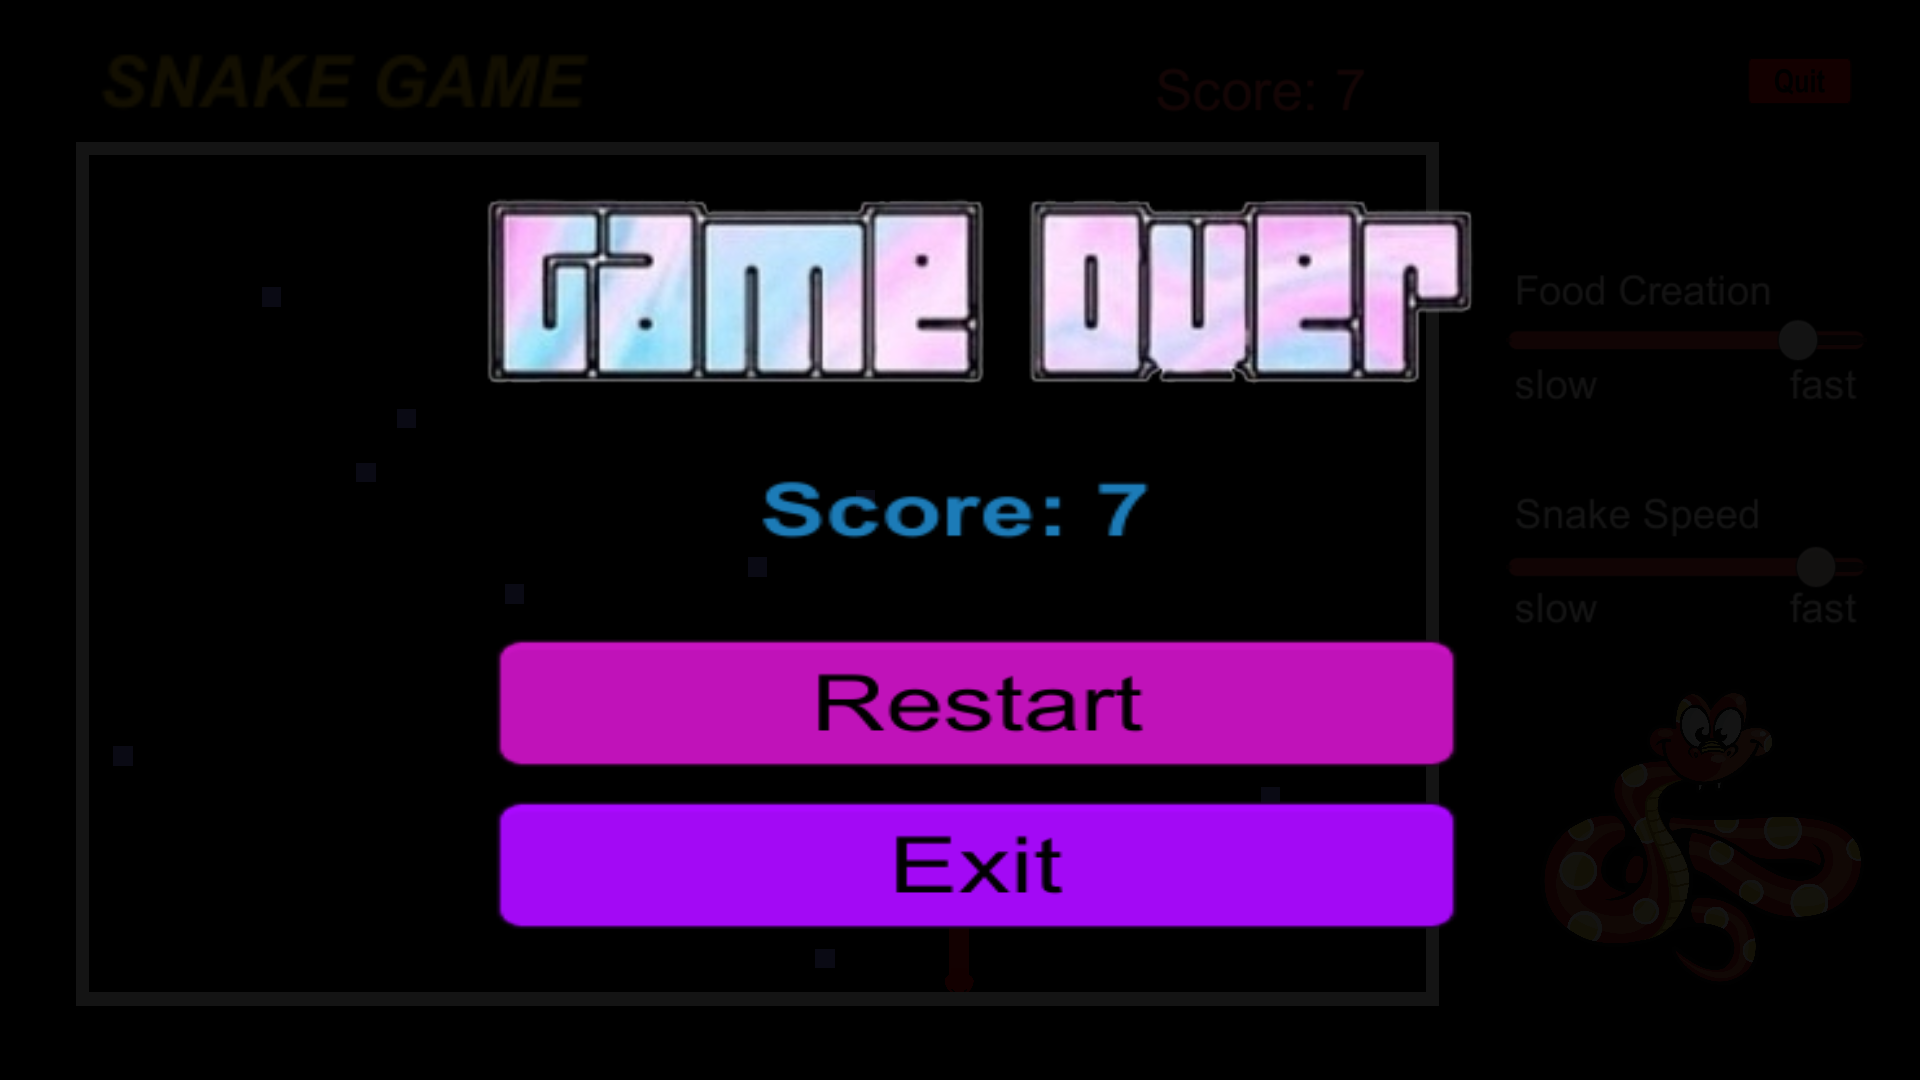 SNAKE GAME
Score: 7
Quit
Game Over
Food Creation
slow fast
Score: 7
Snake Speed
slow fast
Restart
Exit